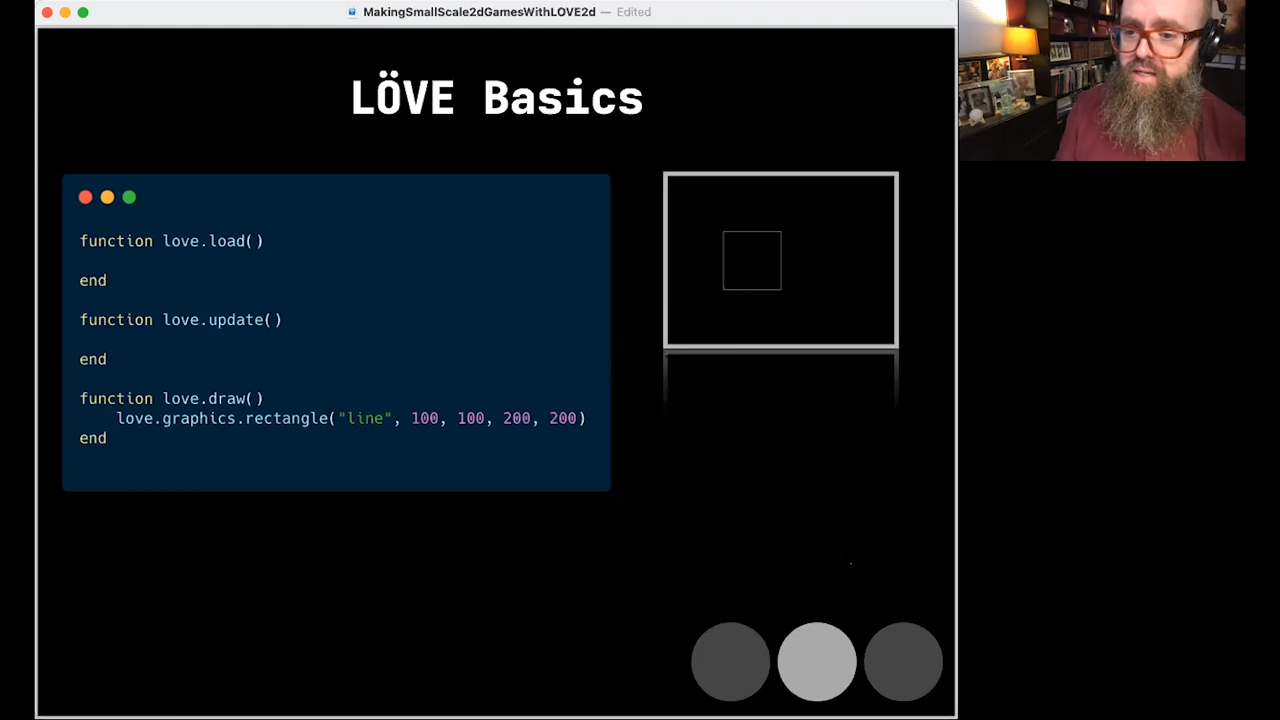 MakingSmallScale2dGamesWithLOVE2d — Edited
LÖVE Basics
function love.load()
end
function love.update()
end
function love.draw()
love.graphics.rectangle("line", 100, 100, 200, 200)
end